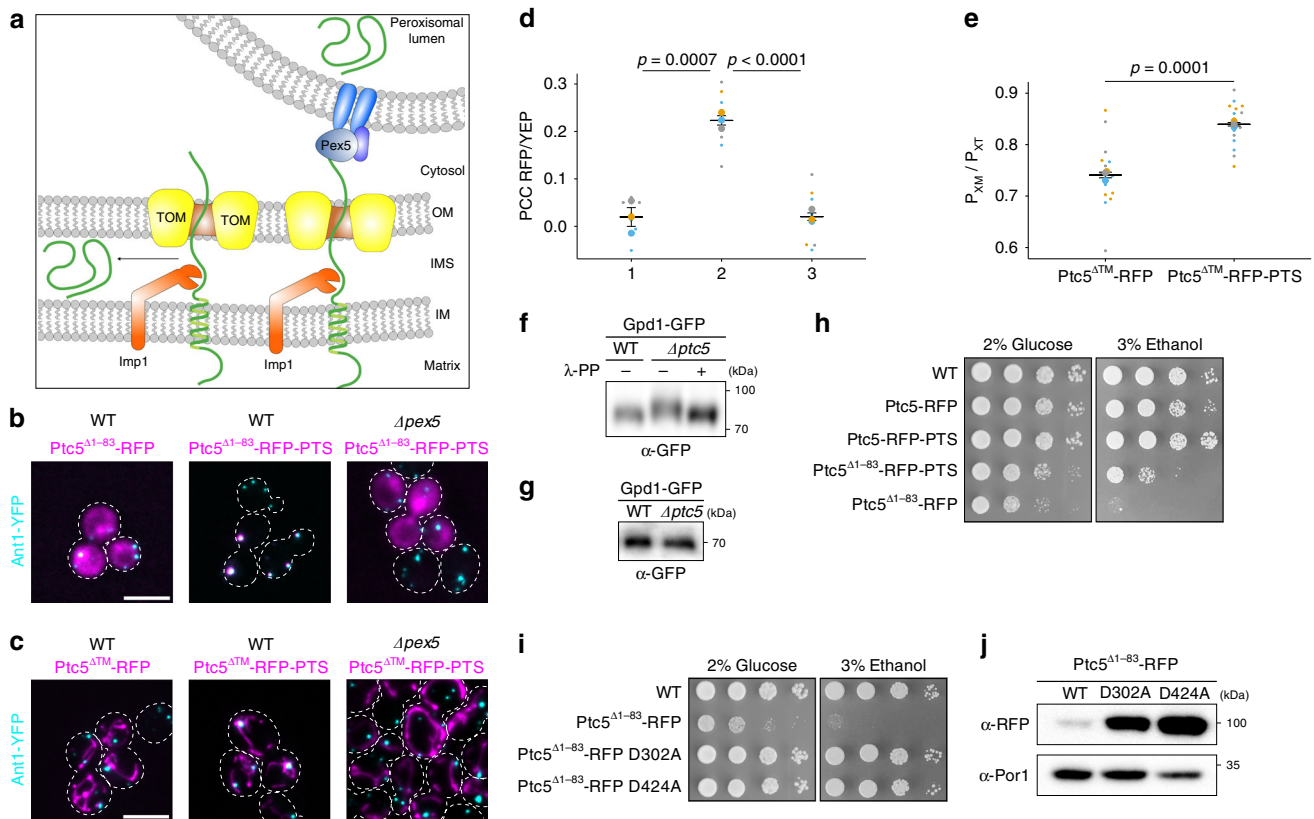 a
Peroxisomal
lumen
Pex5
Cytosol
TOM
TOM
OM
IMS
IM
Imp1
Imp1
Matrix
b
WT
WT
Δpex5
Ptc5Δ1–83-RFP
Ptc5Δ1–83-RFP-PTS
Ptc5Δ1–83-RFP-PTS
Ant1-YFP
c
WT
WT
Δpex5
Ptc5ΔTM-RFP
Ptc5ΔTM-RFP-PTS
Ptc5ΔTM-RFP-PTS
Ant1-YFP
d
p = 0.0007
p < 0.0001
PCC RFP/YEP
0.3
0.2
0.1
0.0
1
2
3
e
p = 0.0001
PXM / PXT
0.9
0.8
0.7
0.6
Ptc5ΔTM-RFP
Ptc5ΔTM-RFP-PTS
f
Gpd1-GFP
WT
Δptc5
λ-PP
–
–
+
(kDa)
100
70
α-GFP
g
Gpd1-GFP
WT
Δptc5
(kDa)
70
α-GFP
h
2% Glucose
3% Ethanol
WT
Ptc5-RFP
Ptc5-RFP-PTS
Ptc5Δ1–83-RFP-PTS
Ptc5Δ1–83-RFP
i
2% Glucose
3% Ethanol
WT
Ptc5Δ1–83-RFP
Ptc5Δ1–83-RFP D302A
Ptc5Δ1–83-RFP D424A
j
Ptc5Δ1–83-RFP
WT
D302A
D424A
(kDa)
α-RFP
100
α-Por1
35